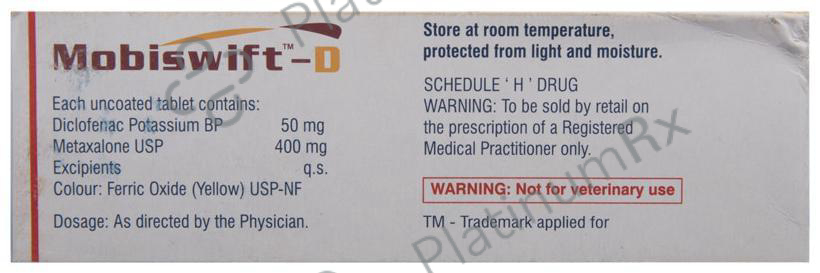 Mobiswift™-D
Each uncoated tablet contains:
Diclofenac Potassium BP 50 mg
Metaxalone USP 400 mg
Excipients q.s.
Colour: Ferric Oxide (Yellow) USP-NF
Dosage: As directed by the Physician.
Store at room temperature,
protected from light and moisture.
SCHEDULE ‘ H ’ DRUG
WARNING: To be sold by retail on
the prescription of a Registered
Medical Practitioner only.
WARNING: Not for veterinary use
TM - Trademark applied for
PlatinumRx